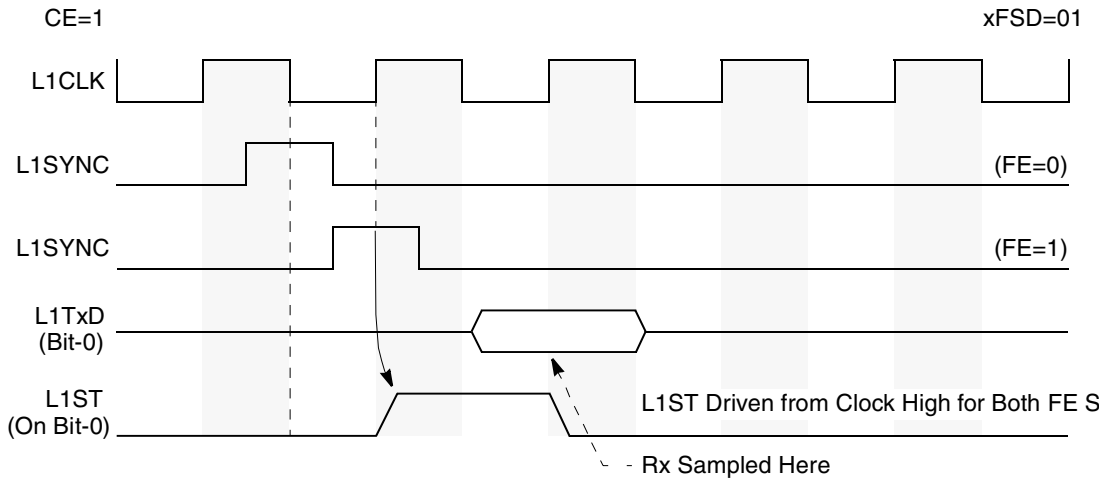 CE=1
xFSD=01
L1CLK
L1SYNC
(FE=0)
L1SYNC
(FE=1)
L1TxD
(Bit-0)
L1ST
(On Bit-0)
L1ST Driven from Clock High for Both FE S
Rx Sampled Here